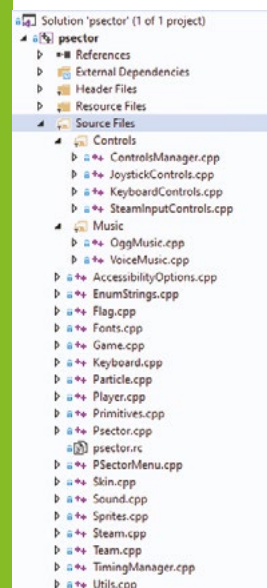 Solution 'psector' (1 of 1 project)
psector
References
External Dependencies
Header Files
Resource Files
Source Files
Controls
ControlsManager.cpp
JoystickControls.cpp
KeyboardControls.cpp
SteamInputControls.cpp
Music
OggMusic.cpp
VoiceMusic.cpp
AccessibilityOptions.cpp
EnumStrings.cpp
Flag.cpp
Fonts.cpp
Game.cpp
Keyboard.cpp
Particle.cpp
Player.cpp
Primitives.cpp
Psector.cpp
psector.rc
PSectorMenu.cpp
Skin.cpp
Sound.cpp
Sprites.cpp
Steam.cpp
Team.cpp
TimingManager.cpp
Utils.cpp